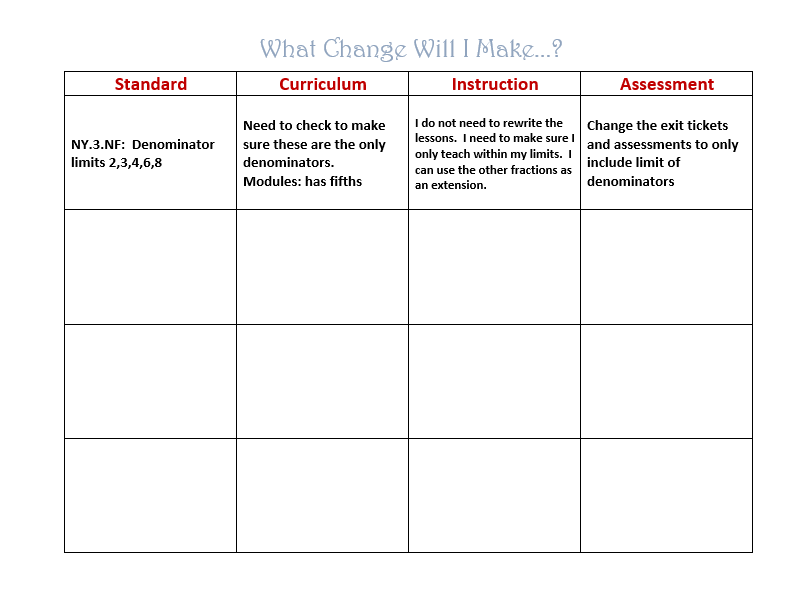 What Change Will I Make...?
Standard
Curriculum
Instruction
Assessment
NY.3.NF:  Denominator
limits 2,3,4,6,8
Need to check to make
sure these are the only
denominators.
Modules: has fifths
I do not need to rewrite the
lessons.  I need to make sure I
only teach within my limits.  I
can use the other fractions as
an extension.
Change the exit tickets
and assessments to only
include limit of
denominators